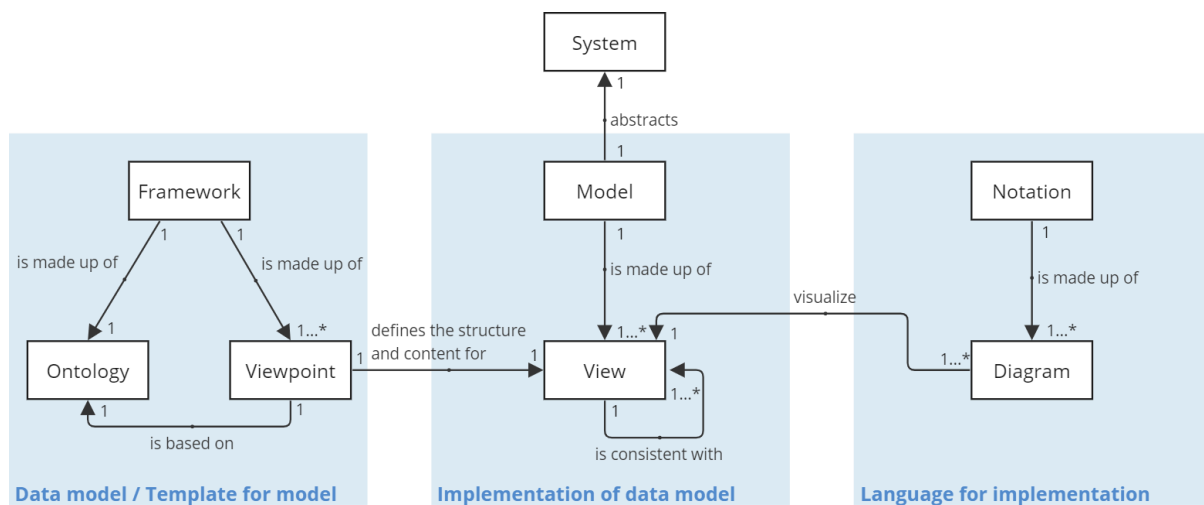 System
1
abstracts
1
Framework
Model
Notation
1
1
1
1
is made up of
is made up of
is made up of
is made up of
visualize
1
1...*
defines the structure
and content for
1
1
1...*
1
1...*
1...*
Ontology
Viewpoint
View
Diagram
1
1
1
1...*
is based on
is consistent with
Data model / Template for model
Implementation of data model
Language for implementation